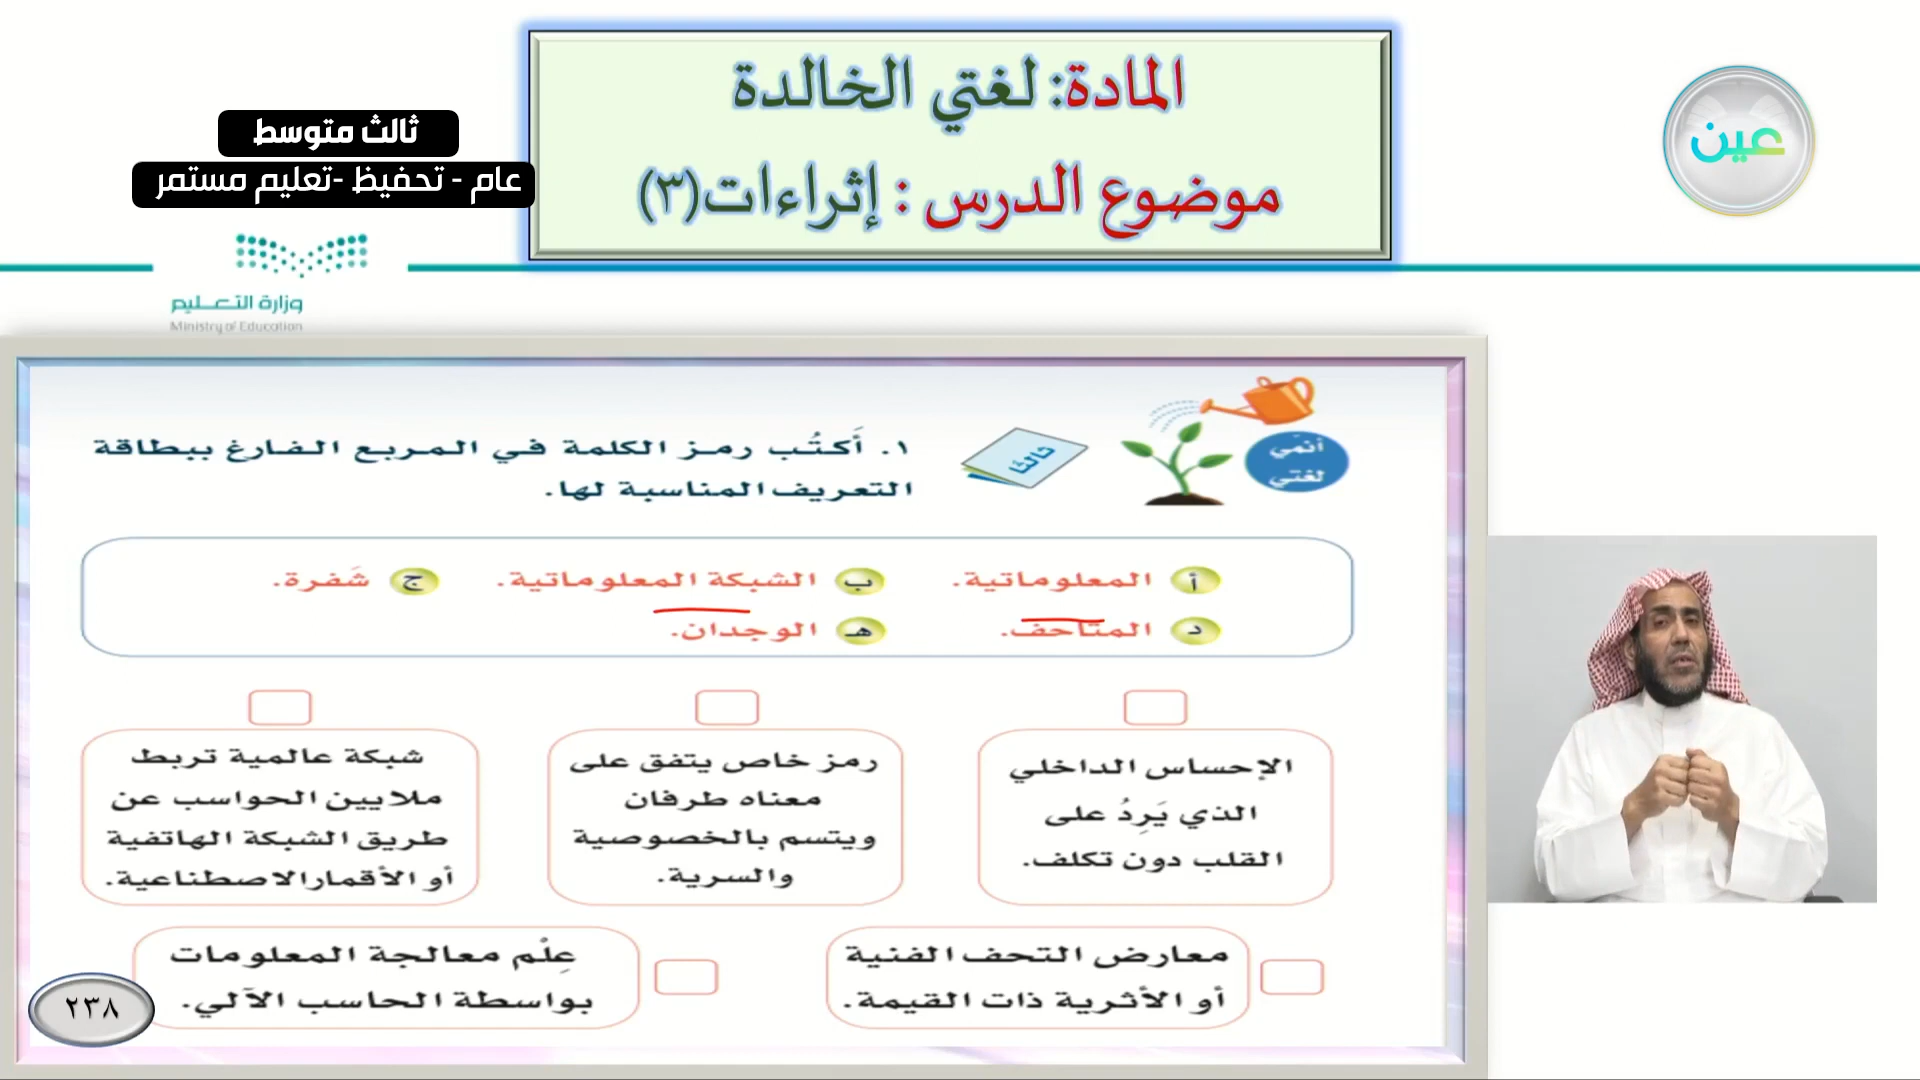 المادة: لغتي الخالدة
موضوع الدرس : إثراءات(٣)
عين
ثالث متوسط
عام - تحفيظ -تعليم مستمر
وزارة التعـــليم
Ministry of Education
أنمي
لغتي
ثالثًا
١. أَكتُب رمـز الكلمة في المربع الفارغ ببطاقة
التعريف المناسبة لها.
أ المعلوماتية.
ب الشبكة المعلوماتية.
ج شَفرة.
د المتاحف.
هـ الوجدان.
الإحساس الداخلي
الذي يَرِدُ على
القلب دون تكلف.
رمز خاص يتفق على
معناه طرفان
ويتسم بالخصوصية
والسرية.
شبكة عالمية تربط
ملايين الحواسب عن
طريق الشبكة الهاتفية
أو الأقمار الاصطناعية.
معارض التحف الفنية
أو الأثرية ذات القيمة.
عِلْم معالجة المعلومات
بواسطة الحاسب الآلي.
٢٣٨